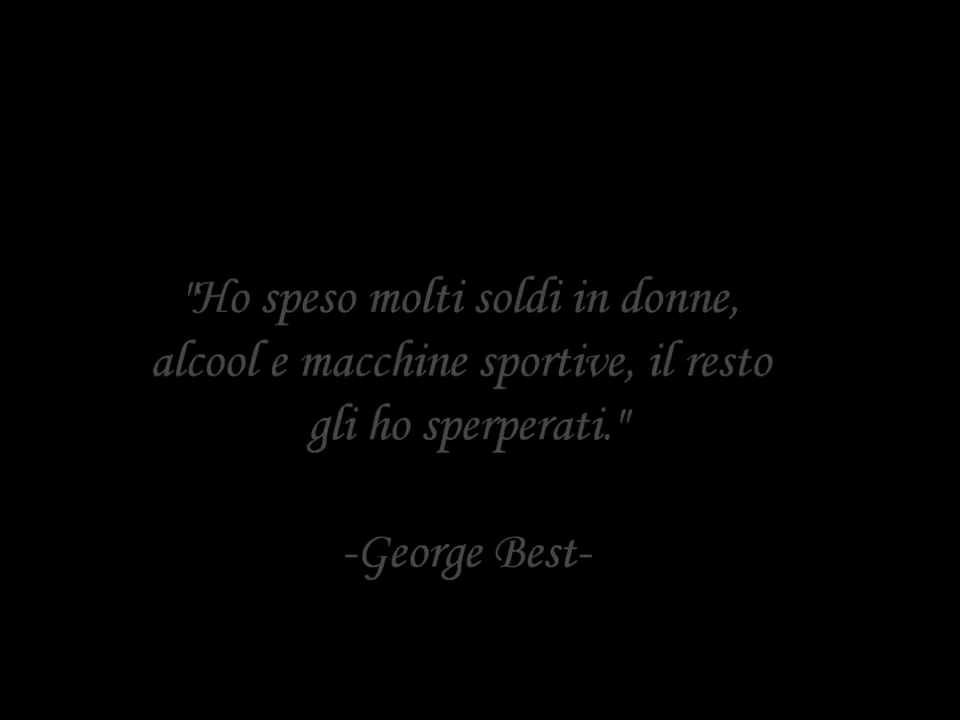 "Ho speso molti soldi in donne,
alcool e macchine sportive, il resto
gli ho sperperati."
-George Best-